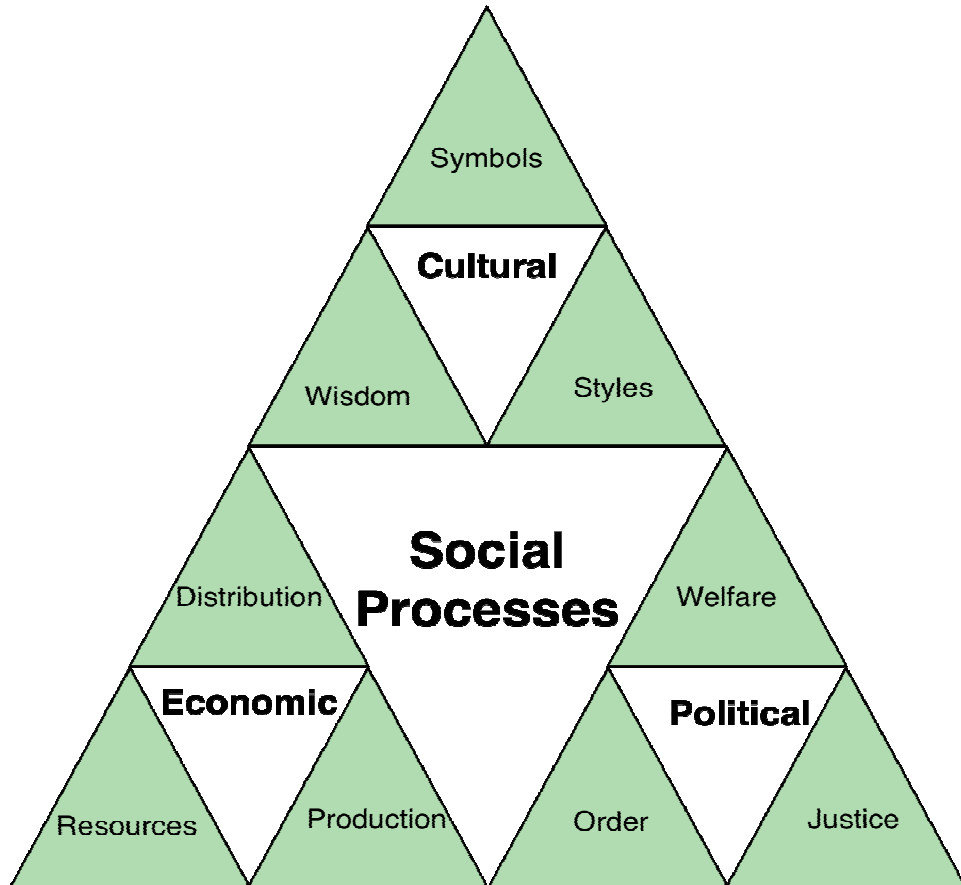 Symbols
Cultural
Wisdom
Styles
Social
Processes
Distribution
Welfare
Economic
Political
Resources
Production
Order
Justice